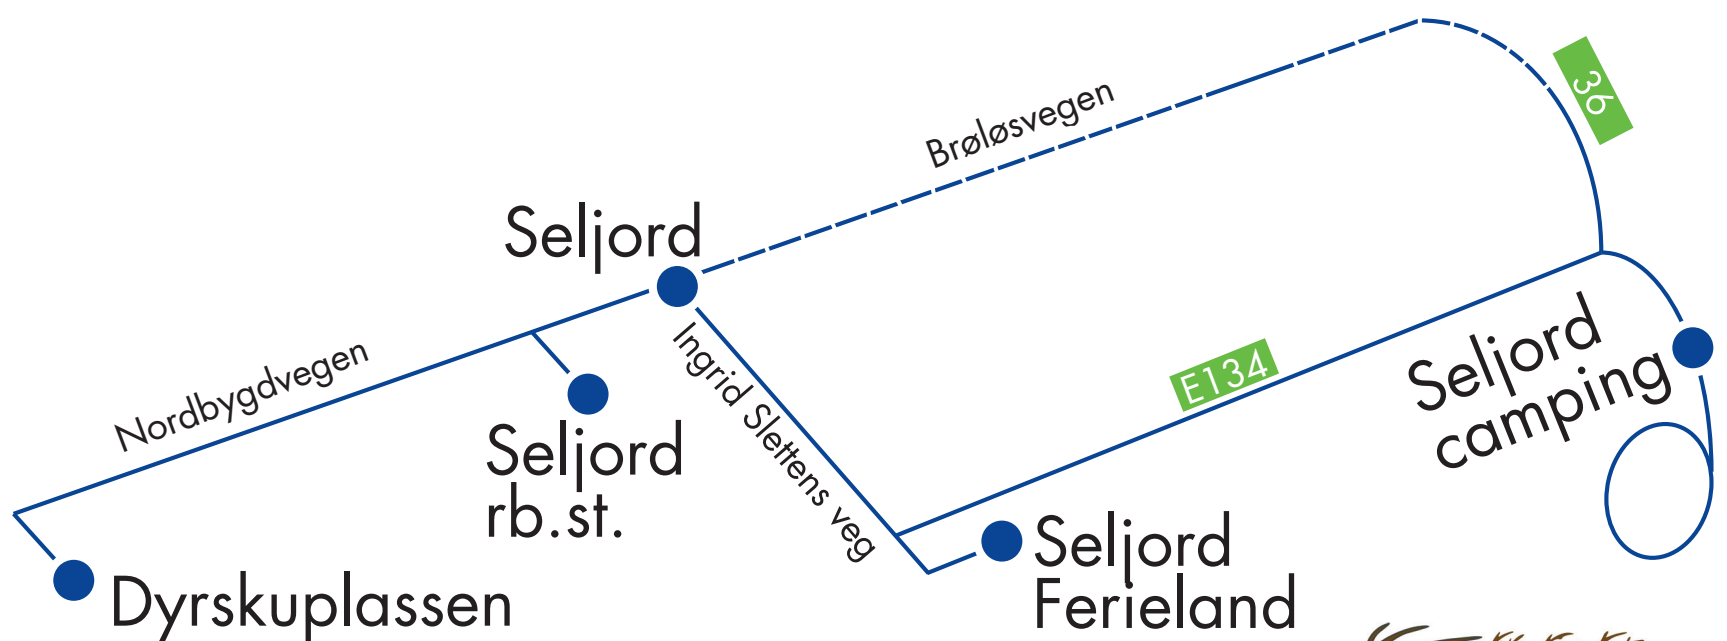 36
Brøløsvegen
Seljord
Nordbygdvegen
Ingrid Slettens veg
E134
Seljord
camping
Seljord
rb.st.
Seljord
Ferieland
Dyrskuplassen